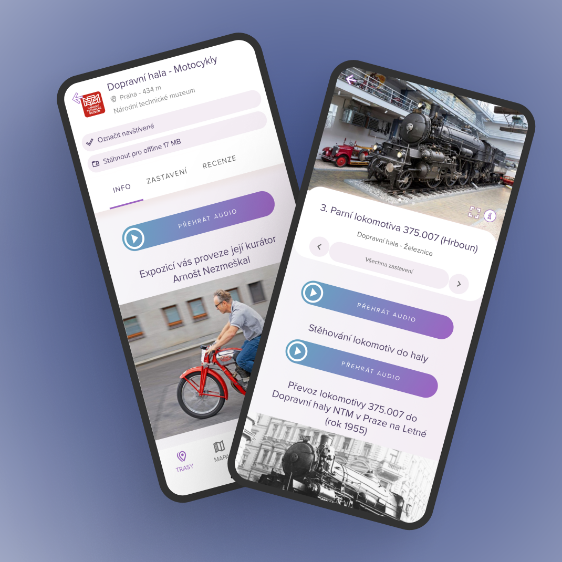 Dopravní hala - Motocykly
Praha - 434 m
Národní technické muzeum
Označit navštívené
Stáhnout pro offline 17 MB
INFO
ZASTAVENÍ
RECENZE
PŘEHRÁT AUDIO
Expozicí vás proveze její kurátor
Arnošt Nezmeškal
TRASY
3. Parní lokomotiva 375.007 (Hrboun)
Dopravní hala - Železnice
Všechna zastavení
PŘEHRÁT AUDIO
Stěhování lokomotiv do haly
PŘEHRÁT AUDIO
Převoz lokomotivy 375.007 do
Dopravní haly NTM v Praze na Letné
(rok 1955)